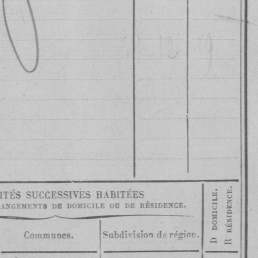 ITÉS SUCCESSIVES HABITÉES
ANGEMENTS DE DOMICILE OU DE RÉSIDENCE.
Communes.
Subdivision de région.
D DOMICILE.
R RÉSIDENCE.